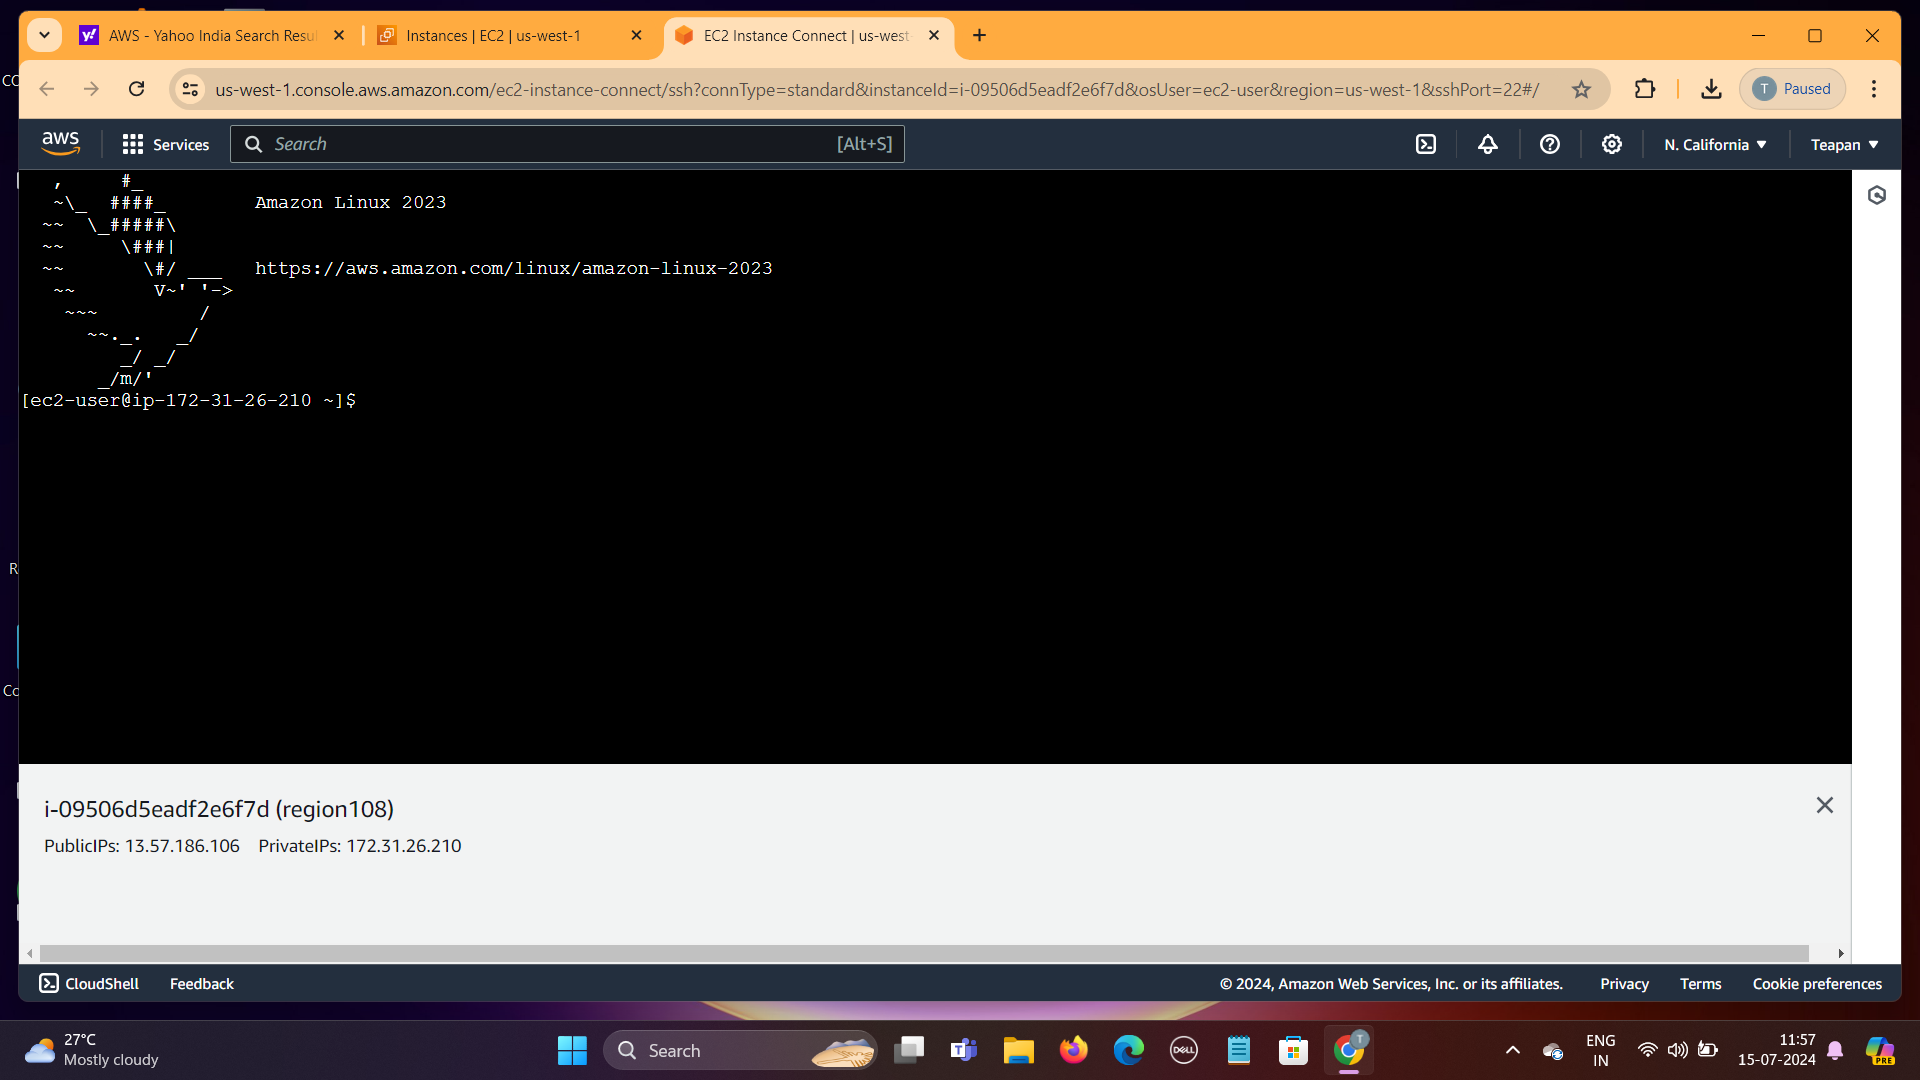 AWS - Yahoo India Search Resu
Instances | EC2 | us-west-1
EC2 Instance Connect | us-west-
us-west-1.console.aws.amazon.com/ec2-instance-connect/ssh?connType=standard&instanceId=i-09506d5eadf2e6f7d&osUser=ec2-user&region=us-west-1&sshPort=22#/
T Paused
aws
Services
Search [Alt+S]
N. California
Teapan
   ,     #_
   ~\_  ####_        Amazon Linux 2023
  ~~  \_#####\
  ~~     \###|
  ~~       \#/ ___   https://aws.amazon.com/linux/amazon-linux-2023
   ~~       V~' '->
    ~~~         /
      ~~._.   _/
         _/ _/
       _/m/'
[ec2-user@ip-172-31-26-210 ~]$
i-09506d5eadf2e6f7d (region108)
PublicIPs: 13.57.186.106 PrivateIPs: 172.31.26.210
CloudShell
Feedback
© 2024, Amazon Web Services, Inc. or its affiliates.
Privacy
Terms
Cookie preferences
CO
R
Co
27°C
Mostly cloudy
Search
DELL
T
ENG
IN
11:57
15-07-2024
PRE